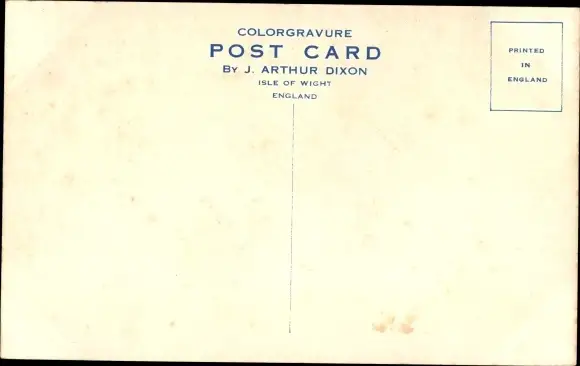 COLORGRAVURE
POST CARD
BY J. ARTHUR DIXON
ISLE OF WIGHT
ENGLAND
PRINTED
IN
ENGLAND